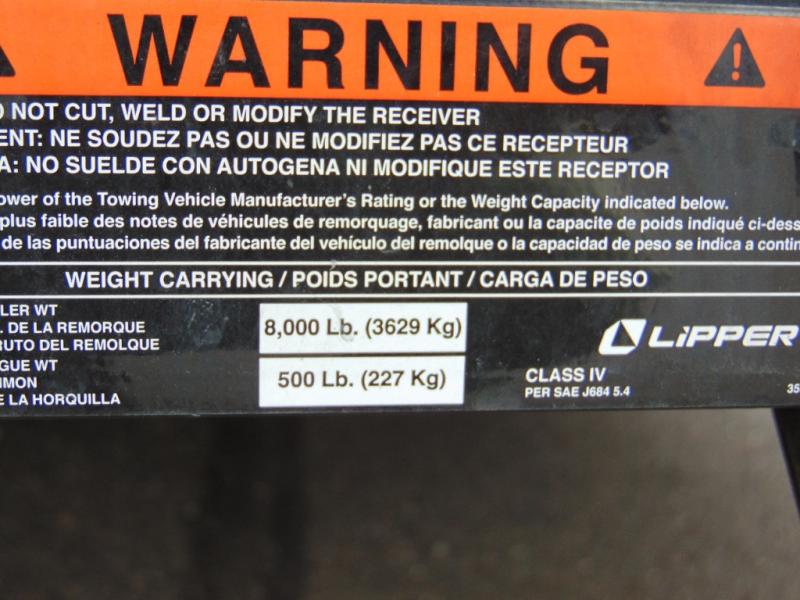 WARNING
NOT CUT, WELD OR MODIFY THE RECEIVER
ENT: NE SOUDEZ PAS OU NE MODIFIEZ PAS CE RECEPTEUR
A: NO SUELDE CON AUTOGENA NI MODIFIQUE ESTE RECEPTOR
ower of the Towing Vehicle Manufacturer's Rating or the Weight Capacity indicated below.
plus faible des notes de véhicules de remorquage, fabricant ou la capacite de poids indiqué ci-dess
de las puntuaciones del fabricante del vehículo del remolque o la capacidad de peso se indica a contin
WEIGHT CARRYING / POIDS PORTANT / CARGA DE PESO
LER WT
. DE LA REMORQUE
RUTO DEL REMOLQUE
8,000 Lb. (3629 Kg)
GUE WT
IMON
E LA HORQUILLA
500 Lb. (227 Kg)
LIPPER
CLASS IV
PER SAE J684 5.4
35